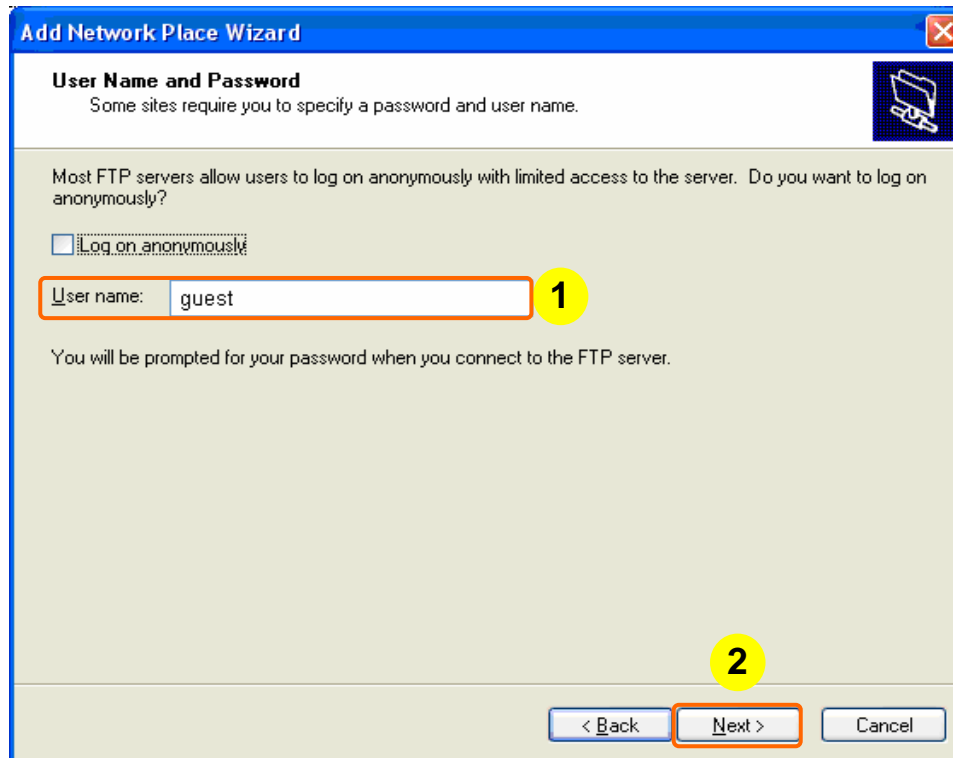 Add Network Place Wizard
User Name and Password
Some sites require you to specify a password and user name.
Most FTP servers allow users to log on anonymously with limited access to the server. Do you want to log on
anonymously?
Log on anonymously
User name: guest 1
You will be prompted for your password when you connect to the FTP server.
2
< Back Next > Cancel